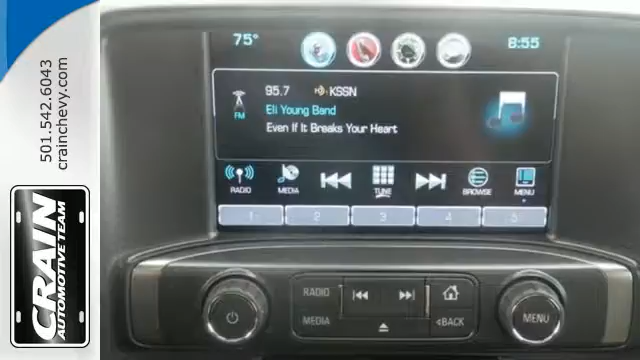 501.542.6043
crainchevy.com
CRAIN
AUTOMOTIVE TEAM
75°
8:55
95.7 KSSN
FM
Eli Young Band
Even If It Breaks Your Heart
RADIO MEDIA TUNE BROWSE MENU
1 2 3 4 5
RADIO
MEDIA <BACK MENU